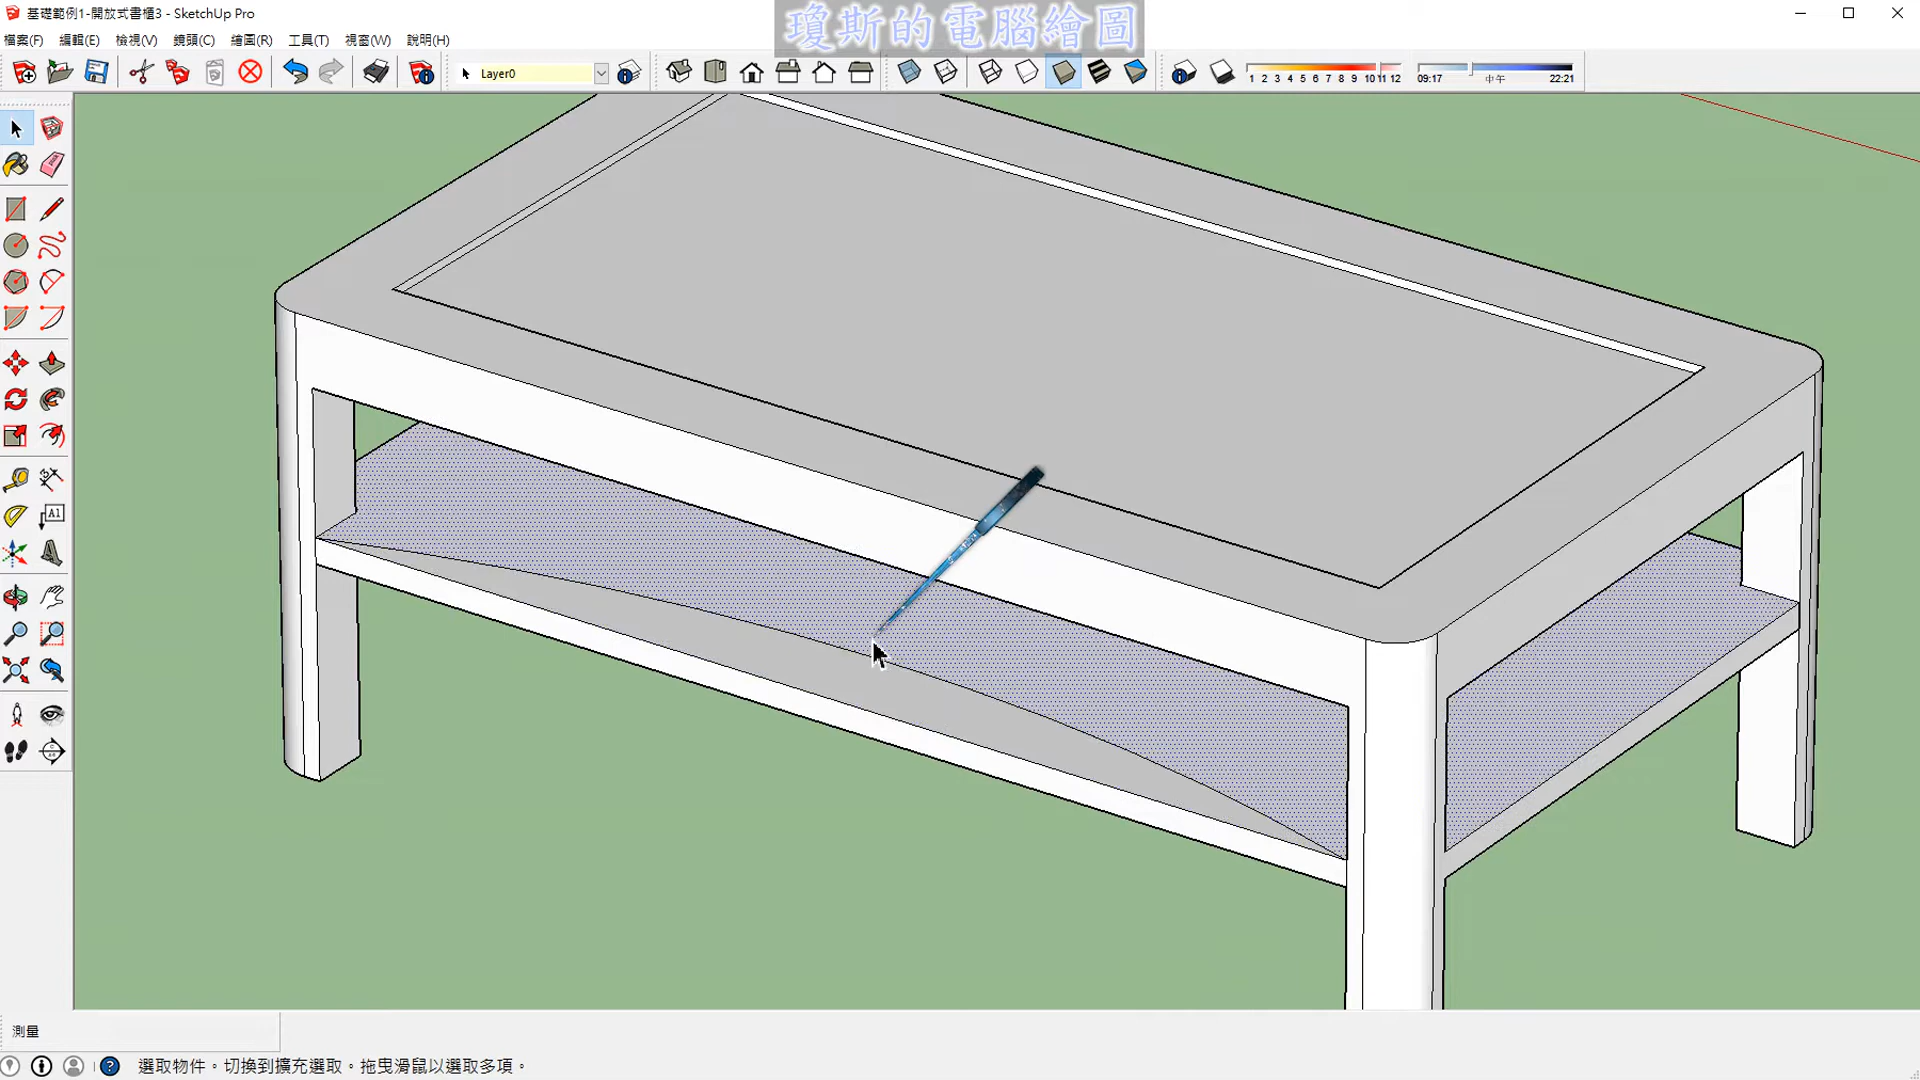 基礎範例1-開放式書櫃3 - SketchUp Pro
瓊斯的電腦繪圖
檔案(F) 編輯(E) 檢視(V) 鏡頭(C) 繪圖(R) 工具(T) 視窗(W) 說明(H)
Layer0
1 2 3 4 5 6 7 8 9 10 11 12
09:17 中午 22:21
A1
測量
選取物件。切換到擴充選取。拖曳滑鼠以選取多項。